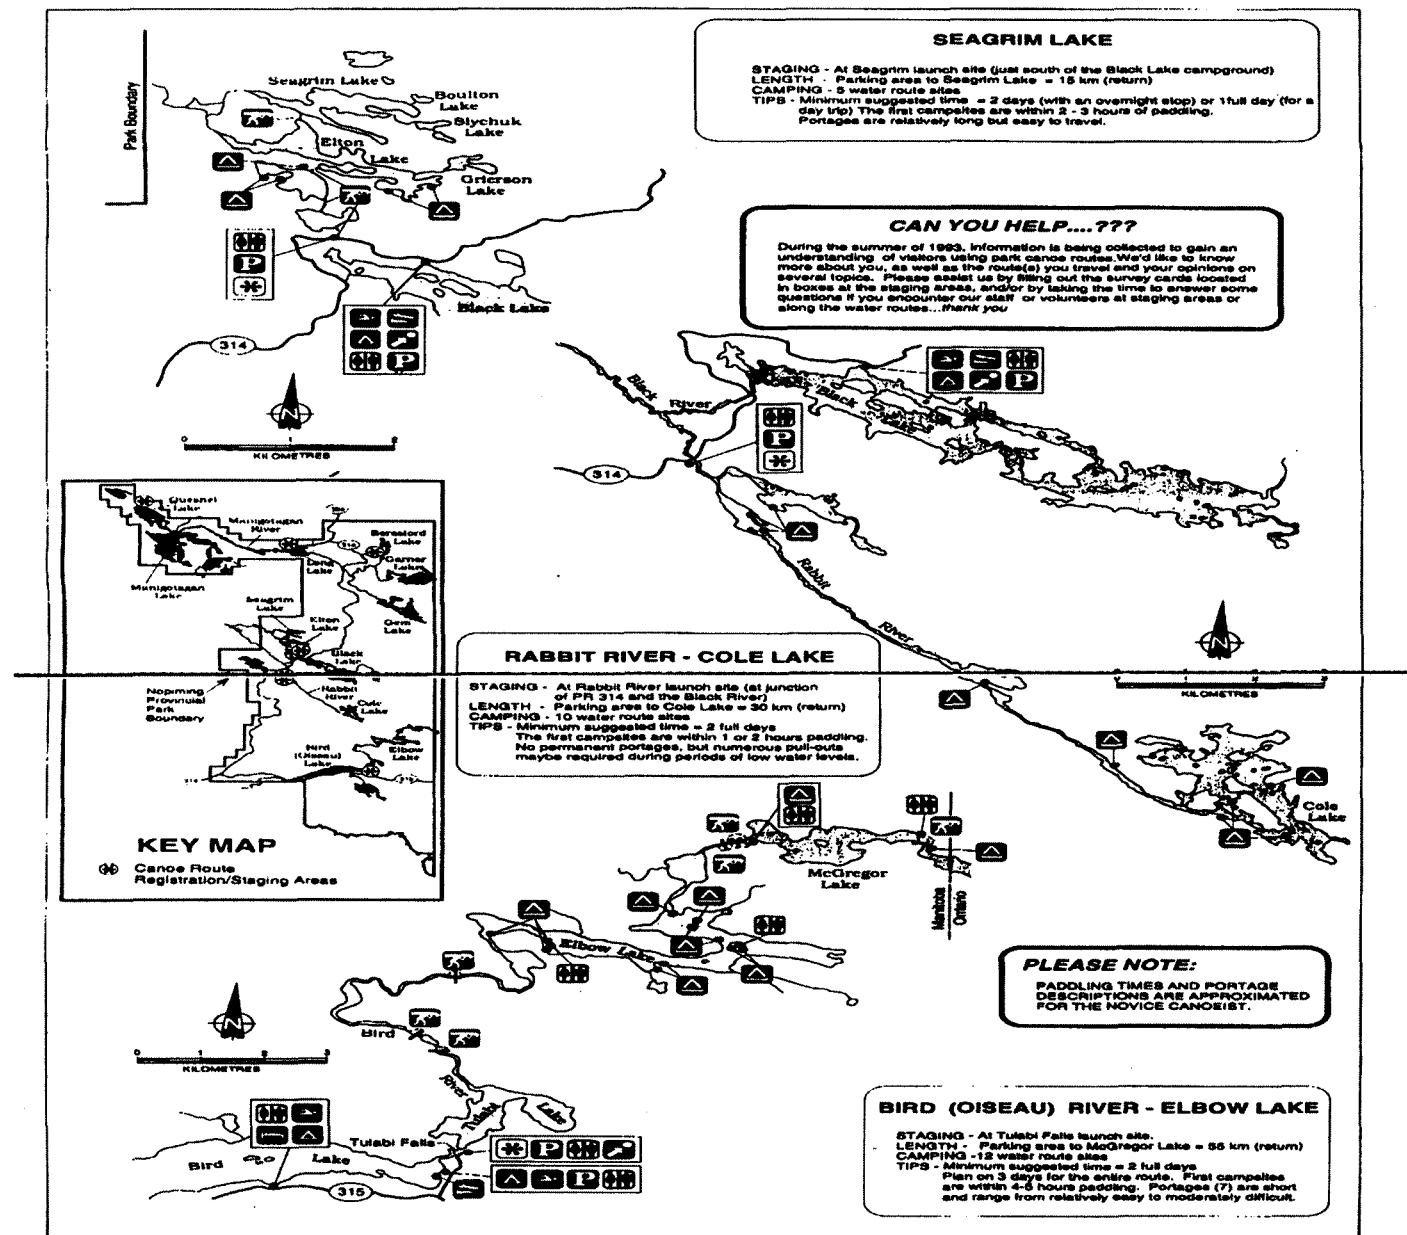 SEAGRIM LAKE
STAGING - At Seagrim launch site (just south of the Black Lake campground)
LENGTH - Parking area to Seagrim Lake = 15 km (return)
CAMPING - 5 water route sites
TIPS - Minimum suggested time = 2 days (with an overnight stop) or 1full day (for a
day trip) The first campsites are within 2 - 3 hours of paddling.
Portages are relatively long but easy to travel.
Park Boundary
Seagrim Lake
Boulton
Lake
Slychuk
Lake
Elton
Lake
Grierson
Lake
P
Black Lake
P
314
N
0
2
KILOMETRES
CAN YOU HELP....???
During the summer of 1993, information is being collected to gain an
understanding of visitors using park canoe routes.We'd like to know
more about you, as well as the route(s) you travel and your opinions on
several topics. Please assist us by filling out the survey cards located
in boxes at the staging areas, and/or by taking the time to answer some
questions if you encounter our staff or volunteers at staging areas or
along the water routes...thank you
Black
River
Black
Lake
P
P
314
Rabbit
River
N
KILOMETRES
Cole
Lake
Quesnel
Lake
Manigotagan
River
Beresford
Lake
Long
Lake
Garner
Lake
Manigotagan
Lake
Seagrim
Lake
Gem
Lake
Elton
Lake
Black
Lake
Nopiming
Provincial
Park
Boundary
Rabbit
River
Cole
Lake
Bird
(Oiseau)
Lake
Elbow
Lake
KEY MAP
Canoe Route
Registration/Staging Areas
RABBIT RIVER - COLE LAKE
STAGING - At Rabbit River launch site (at junction
of PR 314 and the Black River)
LENGTH - Parking area to Cole Lake = 30 km (return)
CAMPING - 10 water route sites
TIPS - Minimum suggested time = 2 full days
The first campsites are within 1 or 2 hours paddling.
No permanent portages, but numerous pull-outs
maybe required during periods of low water levels.
McGregor
Lake
Manitoba
Ontario
Elbow Lake
PLEASE NOTE:
PADDLING TIMES AND PORTAGE
DESCRIPTIONS ARE APPROXIMATED
FOR THE NOVICE CANOEIST.
N
0 1 2 3
KILOMETRES
Bird
River
Tulabi
Lake
Tulabi Falls
P
P
Bird
Lake
315
BIRD (OISEAU) RIVER - ELBOW LAKE
STAGING - At Tulabi Falls launch site.
LENGTH - Parking area to McGregor Lake = 55 km (return)
CAMPING -12 water route sites
TIPS - Minimum suggested time = 2 full days
Plan on 3 days for the entire route. First campsites
are within 4-5 hours paddling. Portages (7) are short
and range from relatively easy to moderately difficult.